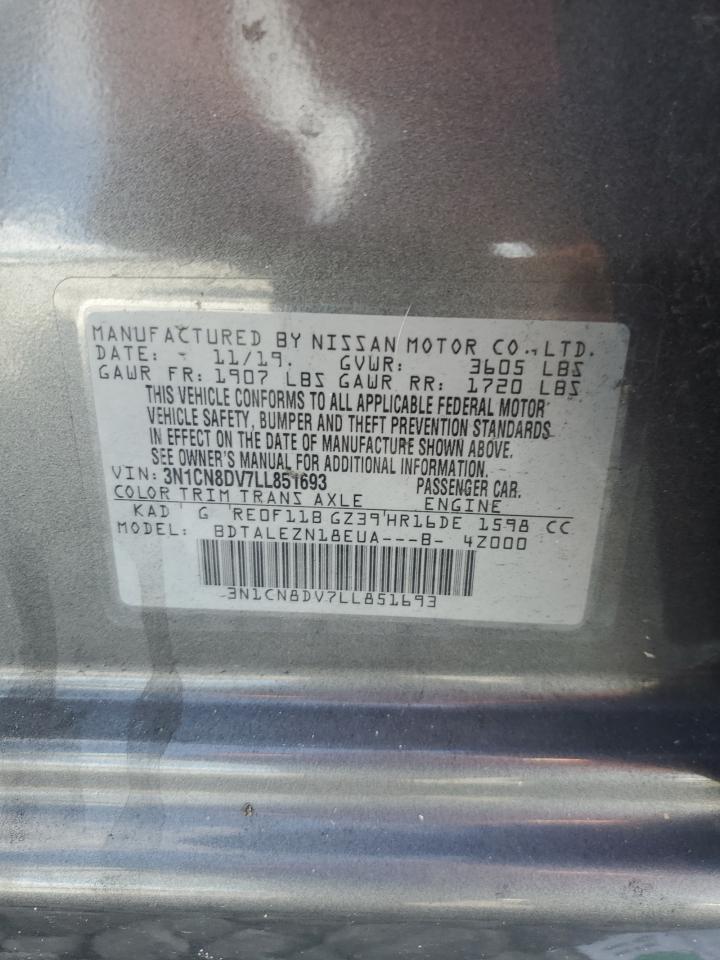 MANUFACTURED BY NISSAN MOTOR CO., LTD.
DATE: 11/19. GVWR: 3605 LBS
GAWR FR: 1907 LBS GAWR RR: 1720 LBS
THIS VEHICLE CONFORMS TO ALL APPLICABLE FEDERAL MOTOR
VEHICLE SAFETY, BUMPER AND THEFT PREVENTION STANDARDS
IN EFFECT ON THE DATE OF MANUFACTURE SHOWN ABOVE.
SEE OWNER'S MANUAL FOR ADDITIONAL INFORMATION.
VIN: 3N1CN8DV7LL851693 PASSENGER CAR.
COLOR TRIM TRANS AXLE ENGINE
KAD G RE0F11B GZ39 HR16DE 1598 CC
MODEL: BDTALEZN18EUA---B- 4Z000
3N1CN8DV7LL851693